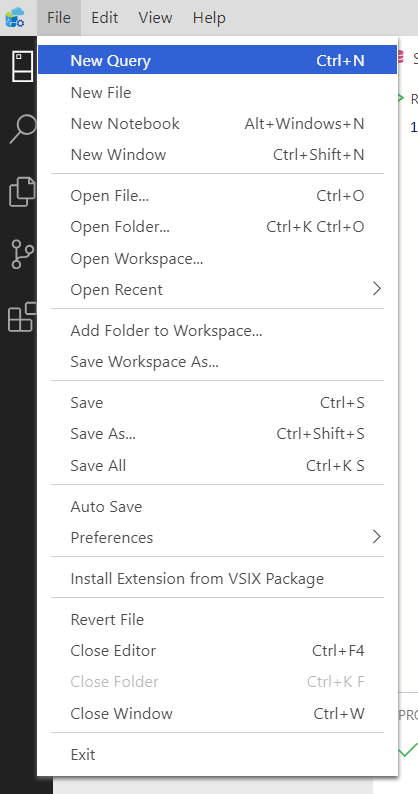 File Edit View Help
New Query Ctrl+N
New File
New Notebook Alt+Windows+N
New Window Ctrl+Shift+N
Open File... Ctrl+O
Open Folder... Ctrl+K Ctrl+O
Open Workspace...
Open Recent
Add Folder to Workspace...
Save Workspace As...
Save Ctrl+S
Save As... Ctrl+Shift+S
Save All Ctrl+K S
Auto Save
Preferences
Install Extension from VSIX Package
Revert File
Close Editor Ctrl+F4
Close Folder Ctrl+K F
Close Window Ctrl+W
Exit
S
R
1
PRO